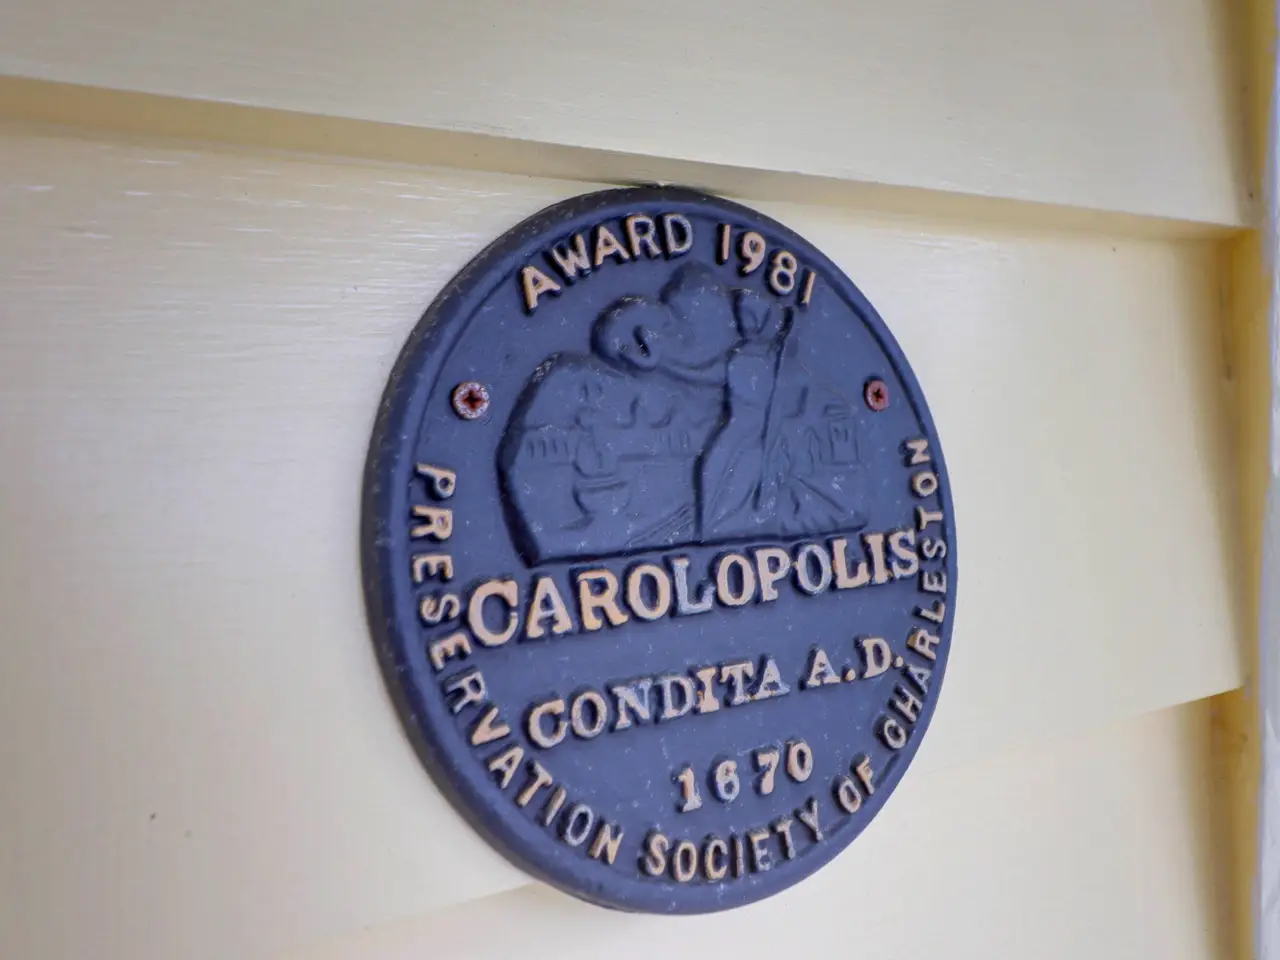 AWARD 1981
CAROLOPOLIS
CONDITA A.D.
1670
PRESERVATION SOCIETY OF CHARLESTON